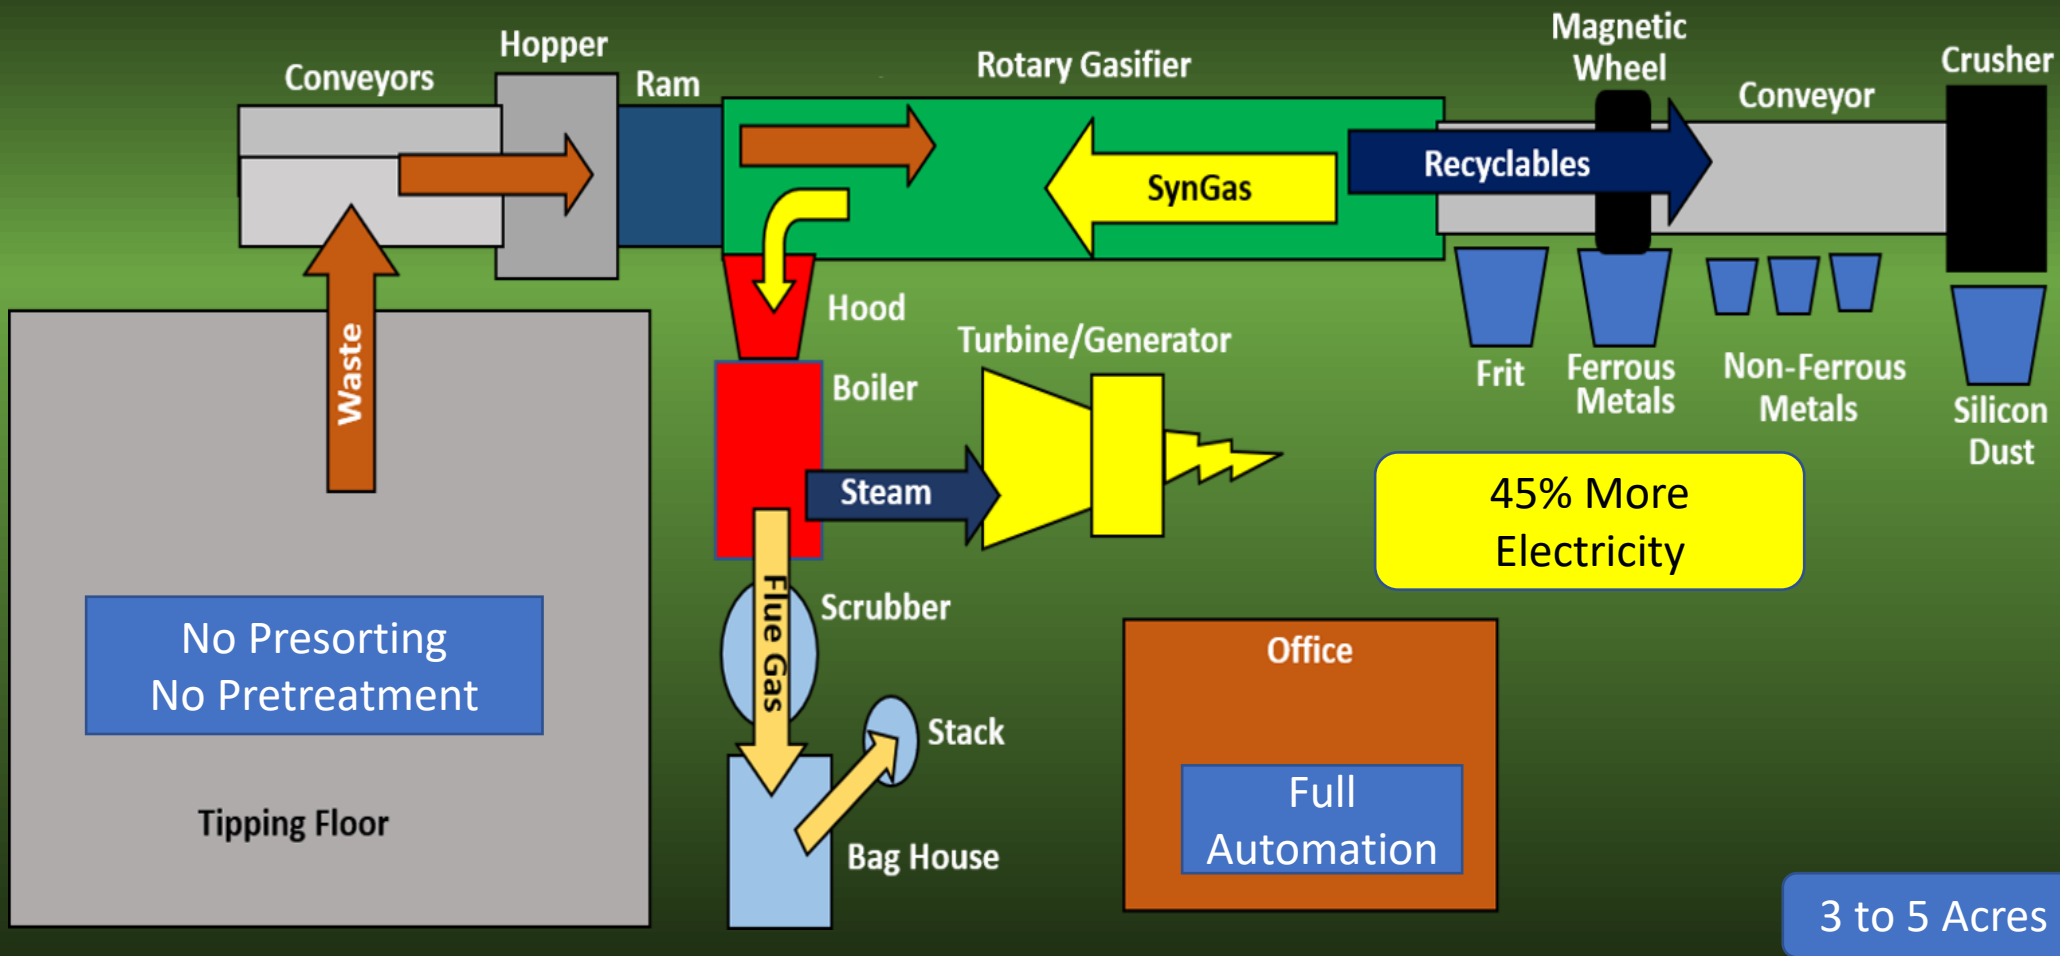 Conveyors
Hopper
Ram
Rotary Gasifier
Magnetic
Wheel
Conveyor
Crusher
SynGas
Recyclables
Waste
Hood
Boiler
Turbine/Generator
Steam
Flue Gas
Scrubber
Stack
Bag House
Frit
Ferrous
Metals
Non-Ferrous
Metals
Silicon
Dust
45% More
Electricity
No Presorting
No Pretreatment
Tipping Floor
Office
Full
Automation
3 to 5 Acres